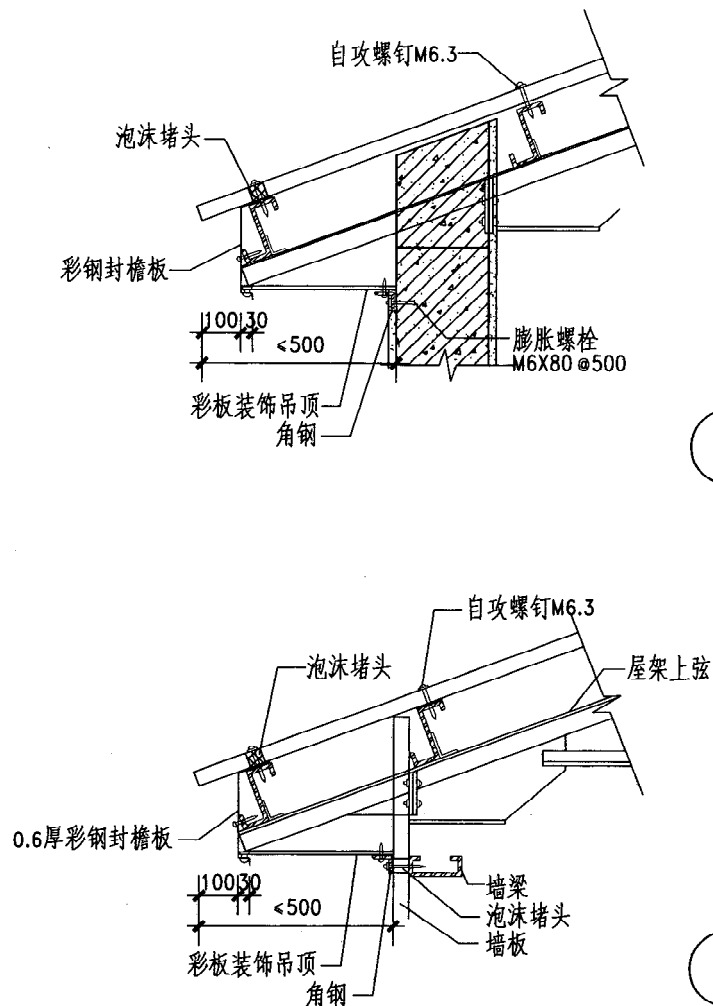 自攻螺钉M6.3
泡沫堵头
彩钢封檐板
100 30
≤500
膨胀螺栓
M6X80 @500
彩板装饰吊顶
角钢
自攻螺钉M6.3
泡沫堵头
屋架上弦
0.6厚彩钢封檐板
100 30
≤500
墙梁
泡沫堵头
墙板
彩板装饰吊顶
角钢